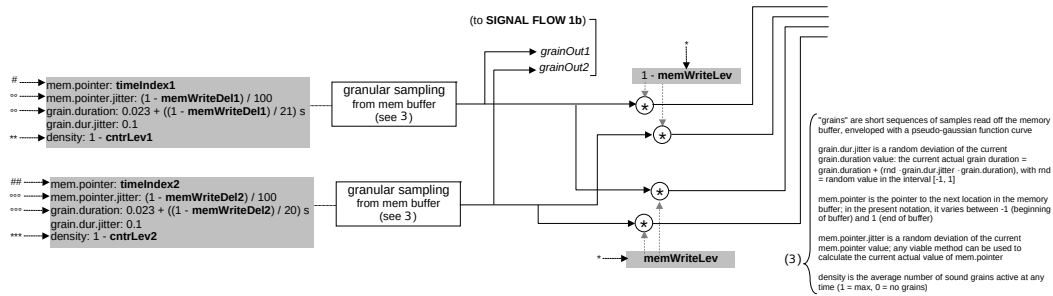 (to SIGNAL FLOW 1b)
grainOut1
grainOut2
*
1 - memWriteLev
#
mem.pointer: timeIndex1
°°
mem.pointer.jitter: (1 - memWriteDel1) / 100
°°
grain.duration: 0.023 + ((1 - memWriteDel1) / 21) s
grain.dur.jitter: 0.1
**
density: 1 - cntrLev1
granular sampling
from mem buffer
(see 3)
*
*
##
mem.pointer: timeIndex2
°°°
mem.pointer.jitter: (1 - memWriteDel2) / 100
°°°
grain.duration: 0.023 + ((1 - memWriteDel2) / 20) s
grain.dur.jitter: 0.1
***
density: 1 - cntrLev2
granular sampling
from mem buffer
(see 3)
*
*
*
memWriteLev
(3)
"grains" are short sequences of samples read off the memory
buffer, enveloped with a pseudo-gaussian function curve
grain.dur.jitter is a random deviation of the current
grain.duration value: the current actual grain duration =
grain.duration + (rnd ·grain.dur.jitter ·grain.duration), with rnd
= random value in the interval [-1, 1]
mem.pointer is the pointer to the next location in the memory
buffer; in the present notation, it varies between -1 (beginning
of buffer) and 1 (end of buffer)
mem.pointer.jitter is a random deviation of the current
mem.pointer value; any viable method can be used to
calculate the current actual value of mem.pointer
density is the average number of sound grains active at any
time (1 = max, 0 = no grains)